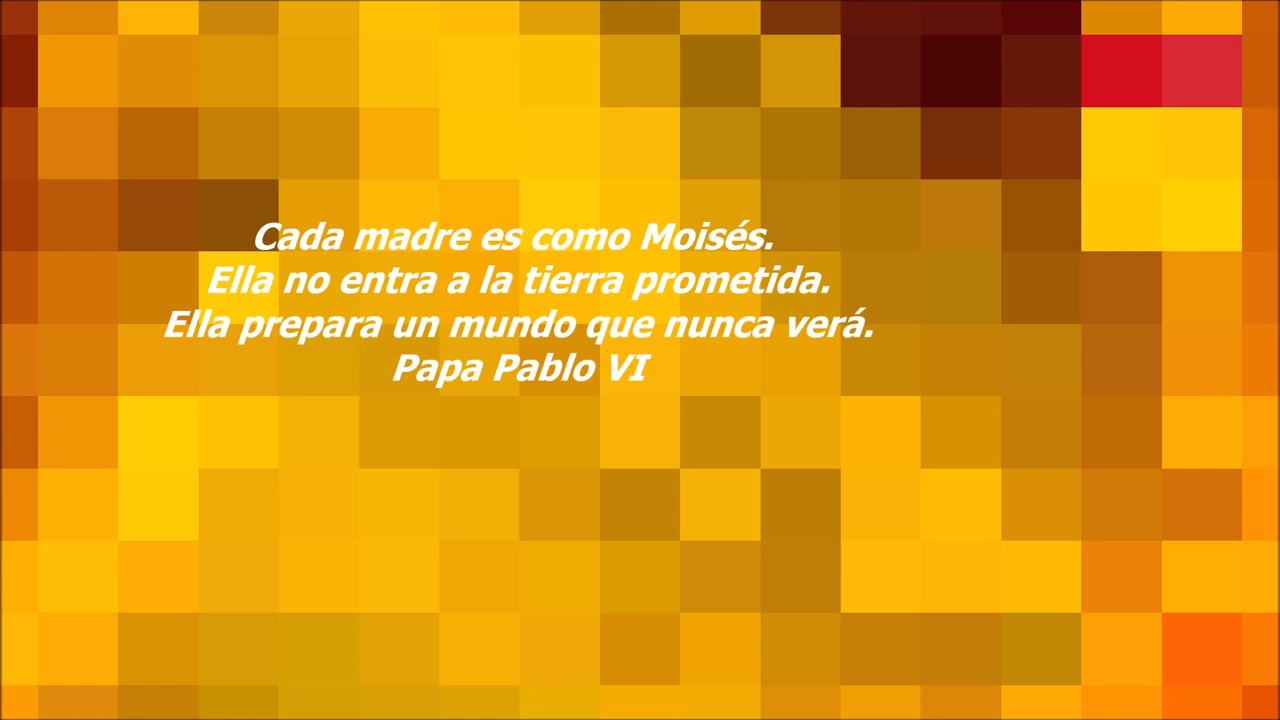 Cada madre es como Moisés.
Ella no entra a la tierra prometida.
Ella prepara un mundo que nunca verá.
Papa Pablo VI